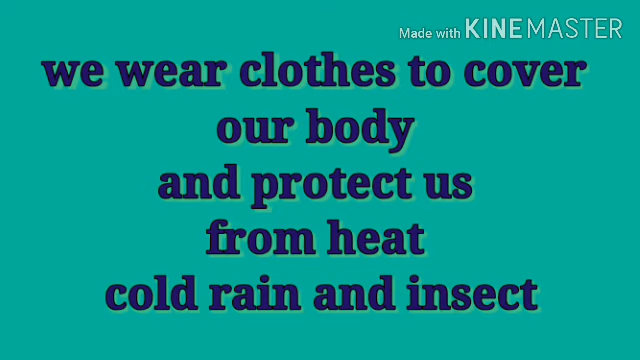 Made with KINEMASTER
we wear clothes to cover
our body
and protect us
from heat
cold rain and insect